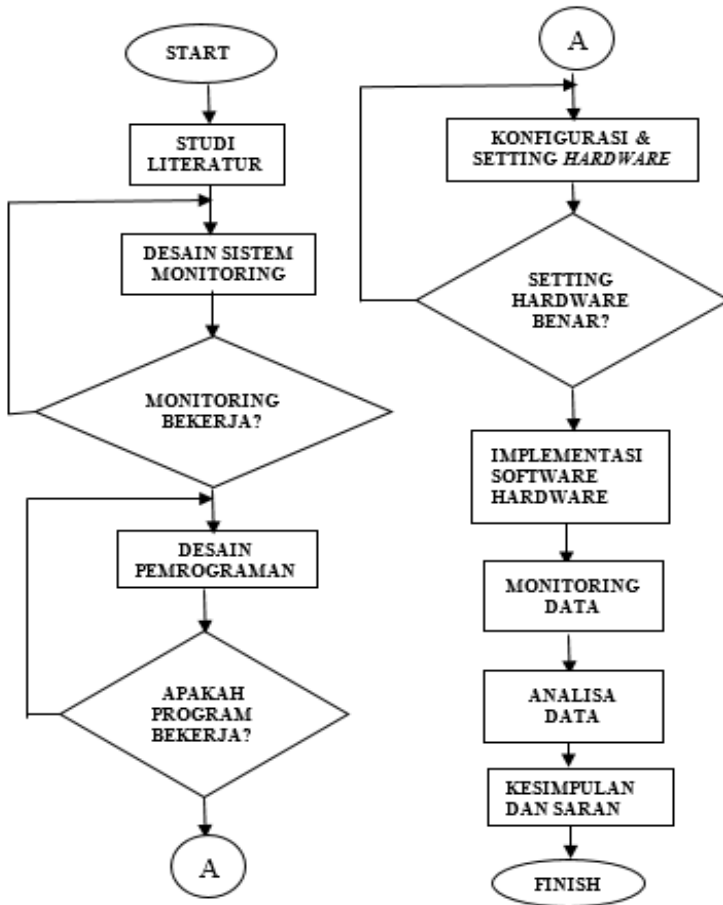 START
STUDI
LITERATUR
DESAIN SISTEM
MONITORING
MONITORING
BEKERJA?
DESAIN
PEMROGRAMAN
APAKAH
PROGRAM
BEKERJA?
A
A
KONFIGURASI &
SETTING HARDWARE
SETTING
HARDWARE
BENAR?
IMPLEMENTASI
SOFTWARE
HARDWARE
MONITORING
DATA
ANALISA
DATA
KESIMPULAN
DAN SARAN
FINISH